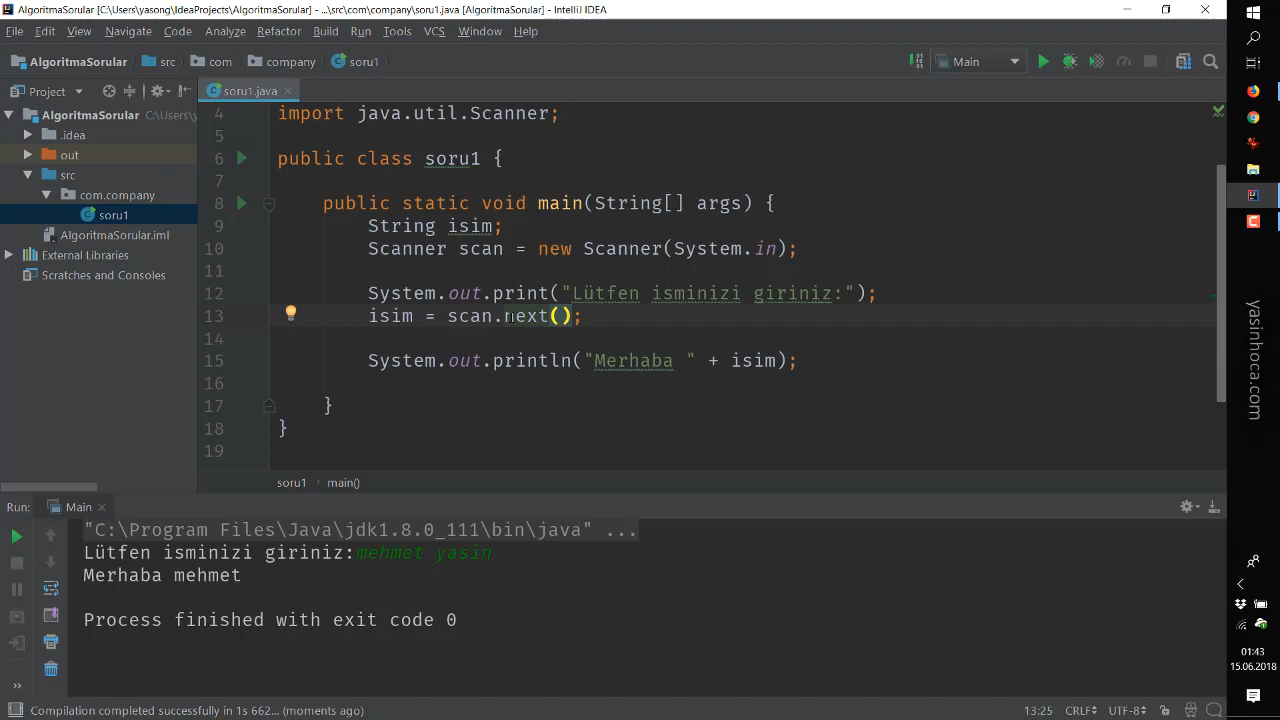 AlgoritmaSorular [C:\Users\yasong\IdeaProjects\AlgoritmaSorular] - ...\src\com\company\soru1.java [AlgoritmaSorular] - IntelliJ IDEA
File Edit View Navigate Code Analyze Refactor Build Run Tools VCS Window Help
AlgoritmaSorular src com company soru1 Main
Project soru1.java
AlgoritmaSorular C:\Users\y
.idea
out
src
com.company
soru1
AlgoritmaSorular.iml
External Libraries
Scratches and Consoles
4 import java.util.Scanner;
5
6 public class soru1 {
7
8 public static void main(String[] args) {
9 String isim;
10 Scanner scan = new Scanner(System.in);
11
12 System.out.print("Lütfen isminizi giriniz:");
13 isim = scan.next();
15 System.out.println("Merhaba " + isim);
16
17 }
18 }
19
soru1 main()
Run: Main
"C:\Program Files\Java\jdk1.8.0_111\bin\java" ...
Lütfen isminizi giriniz:mehmet yasin
Merhaba mehmet
Process finished with exit code 0
Compilation completed successfully in 1s 662... (moments ago) 13:25 CRLF UTF-8
yasinhoca.com
01:43
15.06.2018